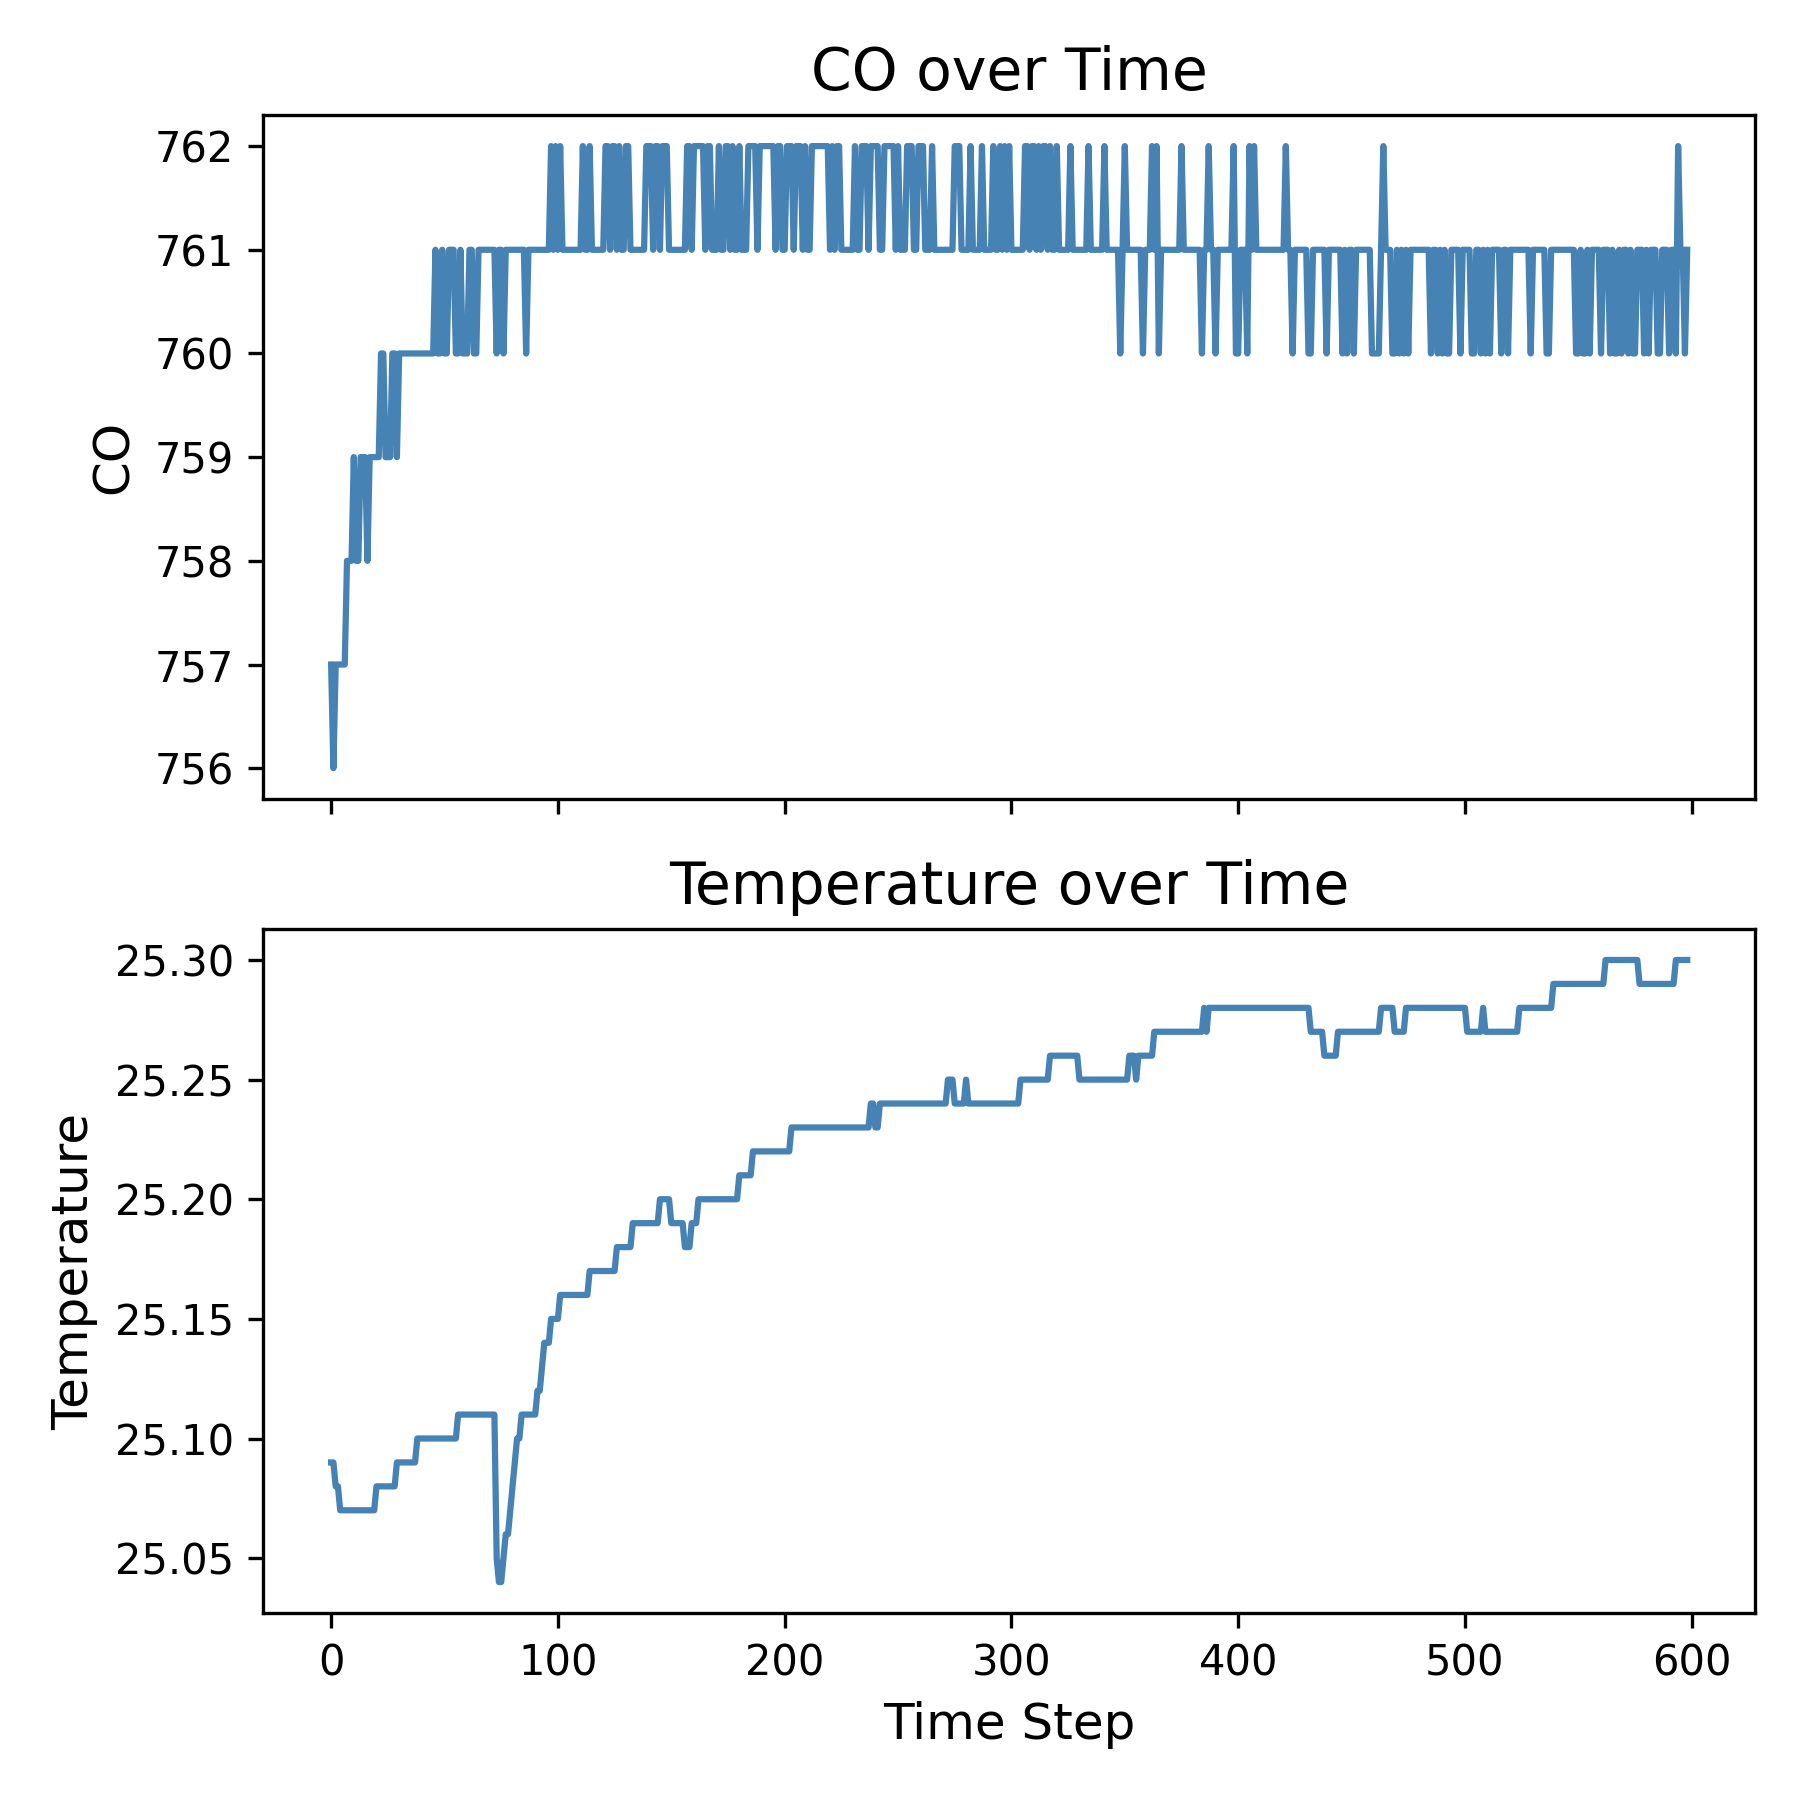 CO over Time
762
761
760
759
758
757
756
CO
Temperature over Time
25.30
25.25
25.20
25.15
25.10
25.05
Temperature
0 100 200 300 400 500 600
Time Step